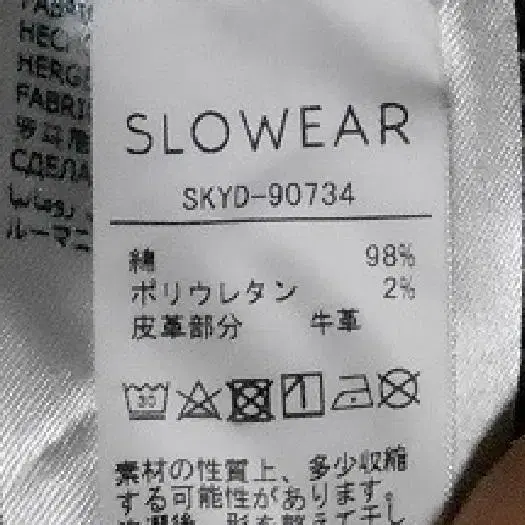 HERGE
FABRI
СДЕЛА
ルーマニ
SLOWEAR
SKYD-90734
綿 98%
ポリウレタン 2%
皮革部分 牛革
30
素材の性質上、多少収縮
する可能性があります。